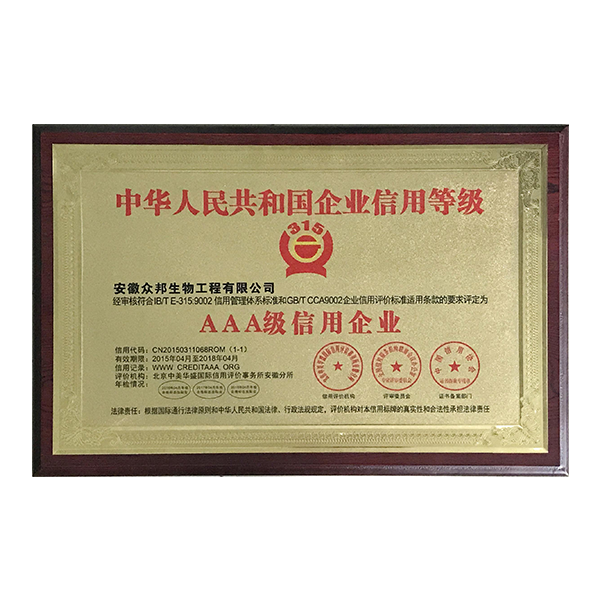 中华人民共和国企业信用等级
315
安徽众邦生物工程有限公司
经审核符合IB/T E-315:9002 信用管理体系标准和GB/T CCA9002企业信用评价标准适用条款的要求评定为
AAA级信用企业
信用代码：CN20150311068ROM（1-1）
有效期限：2015年04月至2018年04月
信用记录：WWW CREDITAAA ORG
评价机构：北京中美华盛国际信用评价事务所安徽分所
年检情况：
信用评价机构
评审委员会
证书备案部门
法律责任：根据国际通行法律原则和中华人民共和国法律、行政法规规定，评价机构对本信用标牌的真实性和合法性承担法律责任